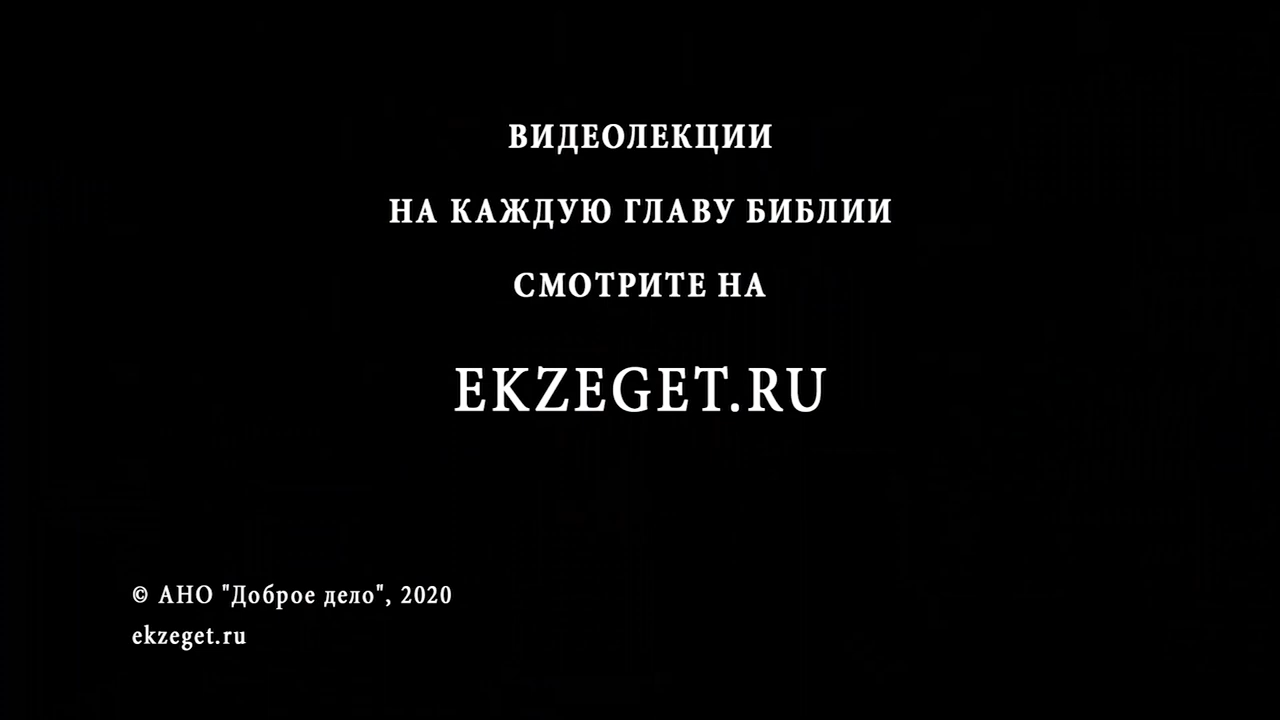 ВИДЕОЛЕКЦИИ
НА КАЖДУЮ ГЛАВУ БИБЛИИ
СМОТРИТЕ НА
EKZEGET.RU
© АНО "Доброе дело", 2020
ekzeget.ru